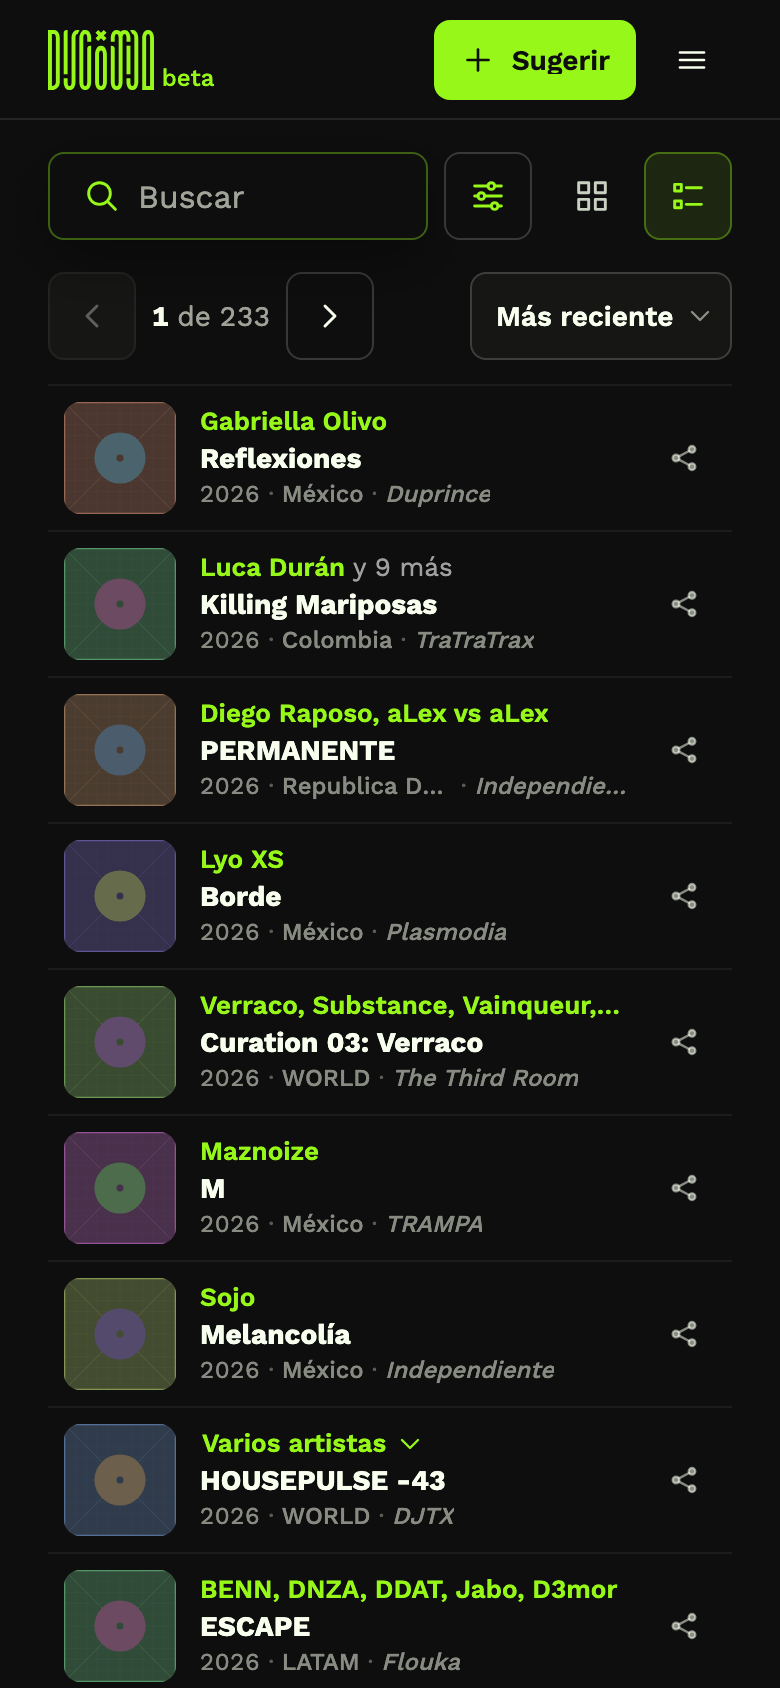 beta
Sugerir
Buscar
1 de 233
Más reciente
Gabriella Olivo
Reflexiones
2026 · México · Duprince
Luca Durán y 9 más
Killing Mariposas
2026 · Colombia · TraTraTrax
Diego Raposo, aLex vs aLex
PERMANENTE
2026 · Republica D... · Independie...
Lyo XS
Borde
2026 · México · Plasmodia
Verraco, Substance, Vainqueur,...
Curation 03: Verraco
2026 · WORLD · The Third Room
Maznoize
M
2026 · México · TRAMPA
Sojo
Melancolía
2026 · México · Independiente
Varios artistas
HOUSEPULSE -43
2026 · WORLD · DJTX
BENN, DNZA, DDAT, Jabo, D3mor
ESCAPE
2026 · LATAM · Flouka